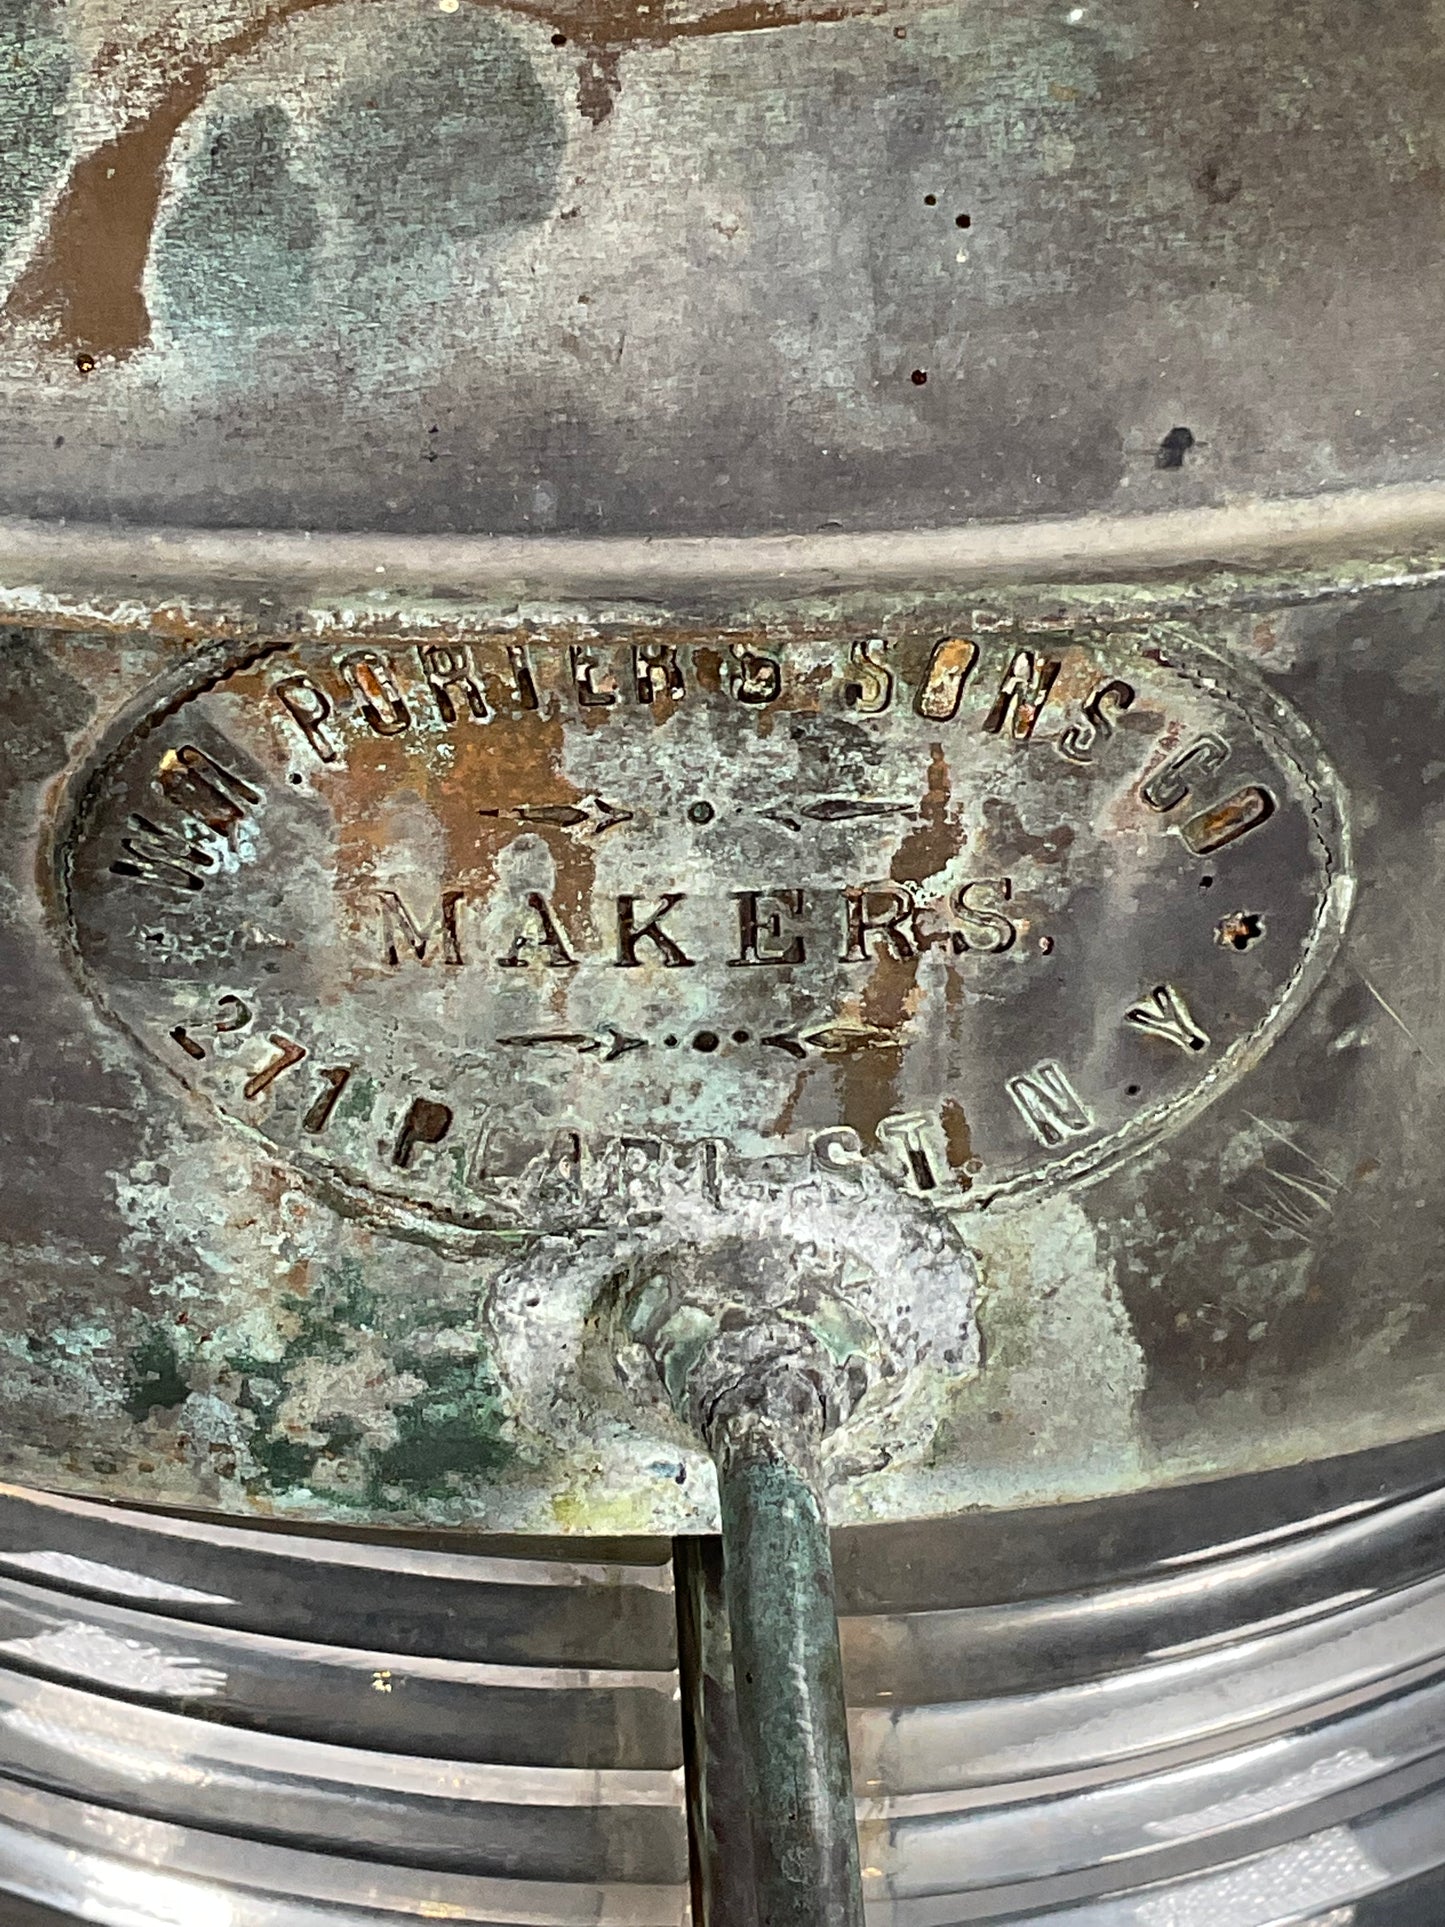 WM PORTER & SONS CO
MAKERS.
271 PEARL ST. N. Y